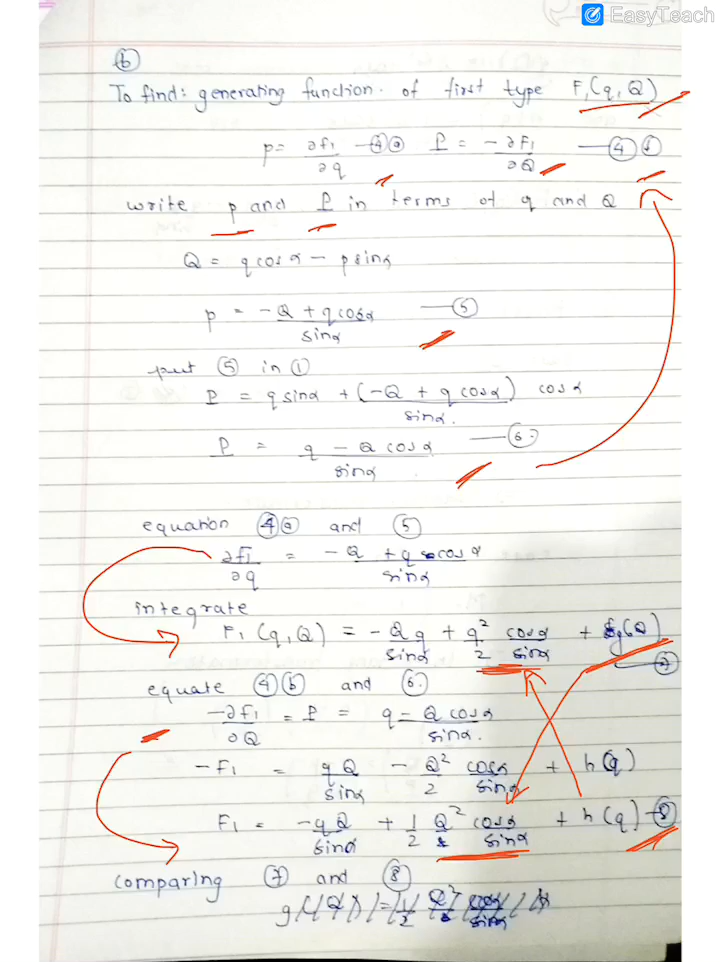 EasyTeach
(b)
To find: generating function. of first type F₁(q,Q)
p = ∂f₁/∂q —(4)(a) P = -∂F₁/∂Q —(4)(b)
write p and P in terms of q and Q
Q = q cos α - p sin α
p = (-Q + q cos α)/sin α —(5)
put (5) in (1)
P = q sin α + (-Q + q cos α)/sin α. cos α
P = (q - Q cos α)/sin α —(6.)
equation (4)(a) and (5)
∂f₁/∂q = (-Q + q cos α)/sin α
integrate
F₁(q,Q) = -Qq/sin α + q²/2 cos α/sin α + g(Q) —(7)
equate (4)(b) and (6.)
-∂F₁/∂Q = P = (q - Q cos α)/sin α.
-F₁ = qQ/sin α - Q²/2 cos α/sin α + h(q)
F₁ = -qQ/sin α + 1/2 Q² cos α/sin α + h(q) —(8)
comparing (7) and (8)